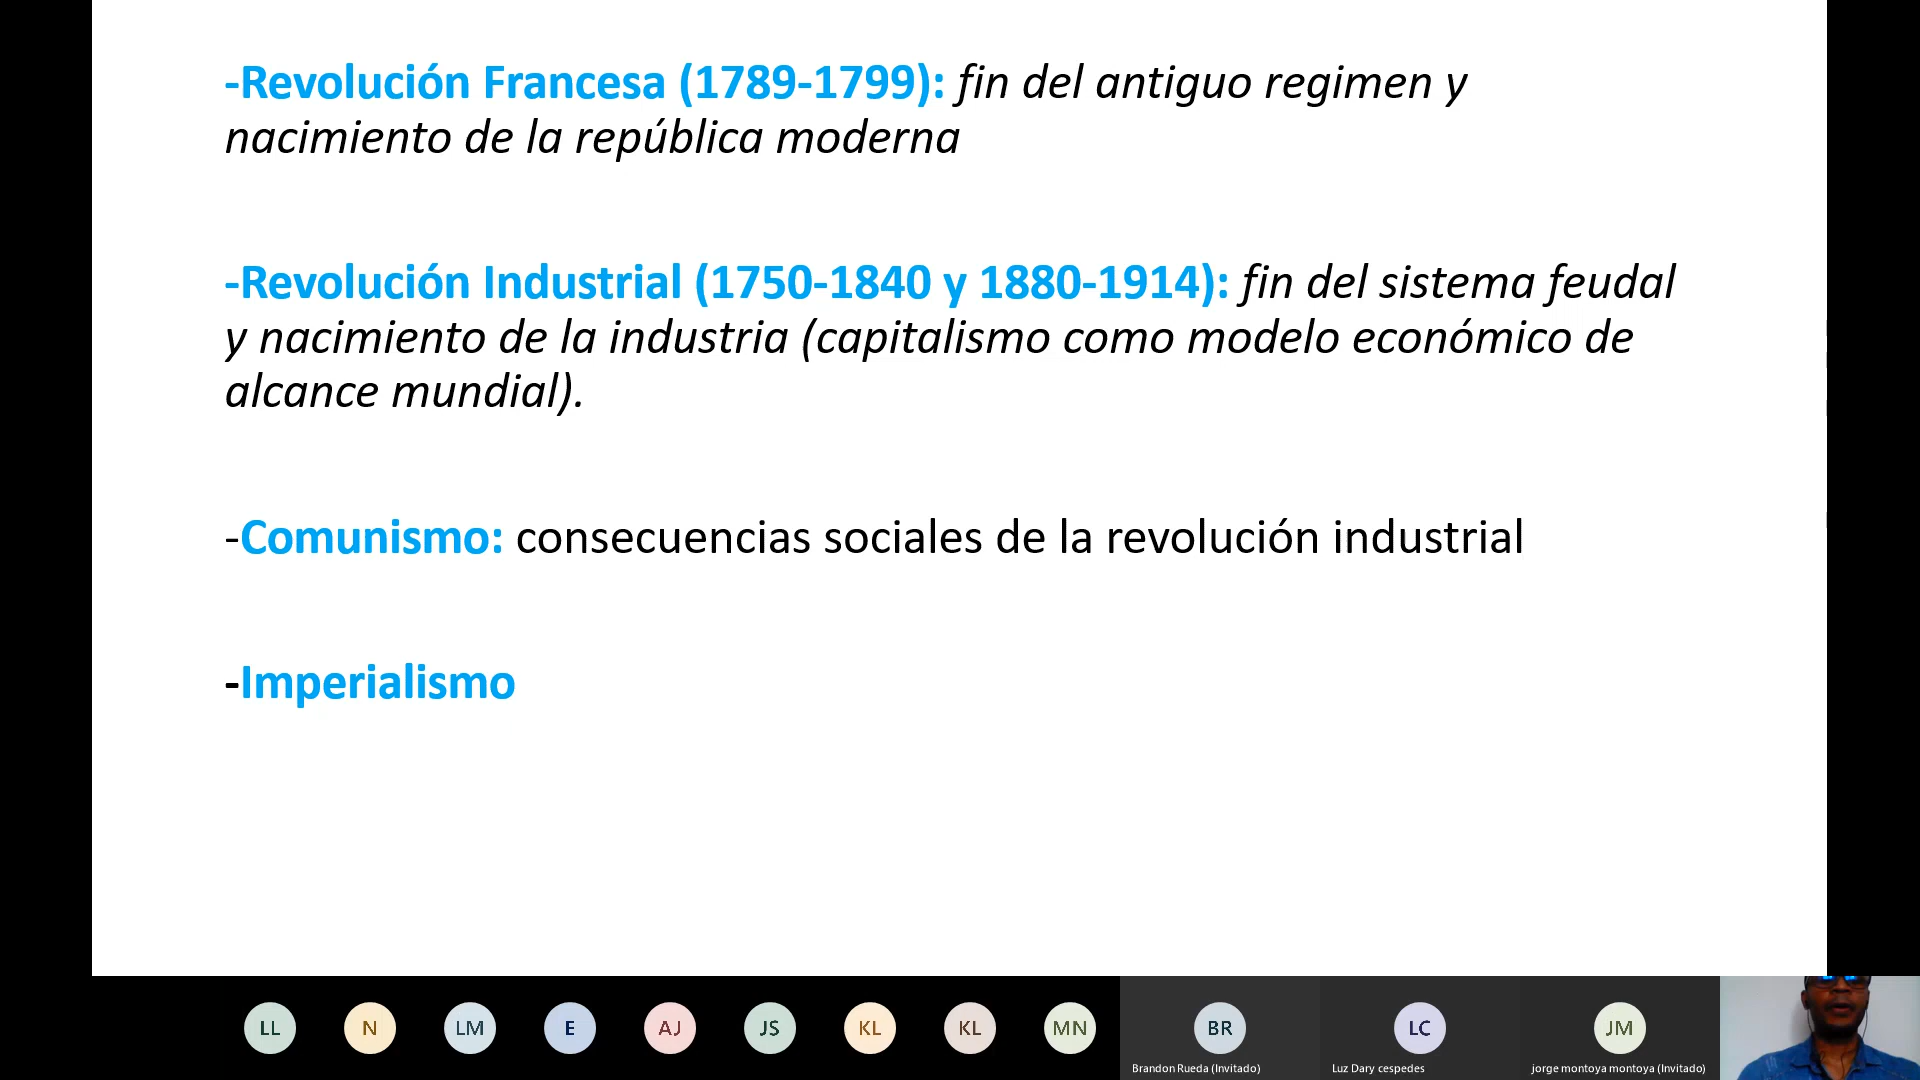 -Revolución Francesa (1789-1799): fin del antiguo regimen y
nacimiento de la república moderna
-Revolución Industrial (1750-1840 y 1880-1914): fin del sistema feudal
y nacimiento de la industria (capitalismo como modelo económico de
alcance mundial).
-Comunismo: consecuencias sociales de la revolución industrial
-Imperialismo
LL N LM E AJ JS KL KL MN BR LC JM
Brandon Rueda (Invitado) Luz Dary cespedes jorge montoya montoya (Invitado)